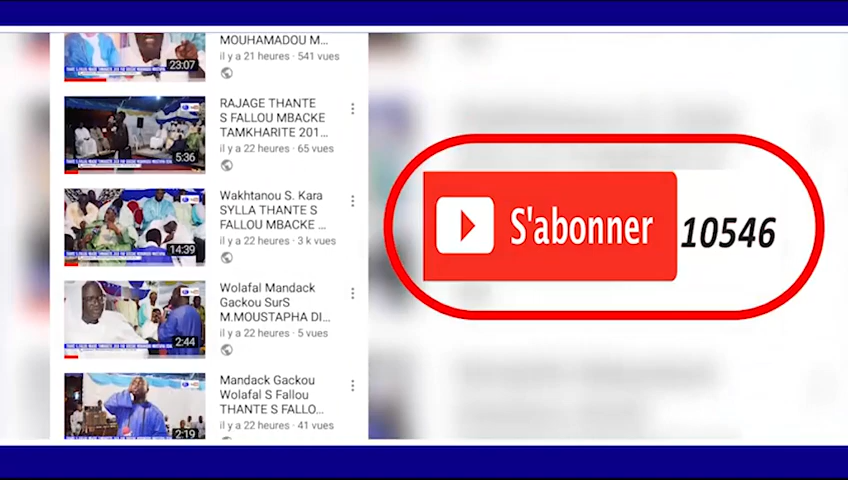 MOUHAMADOU M...
il y a 21 heures · 541 vues
23:07
RAJAGE THANTE
S FALLOU MBACKE
TAMKHARITE 201...
il y a 22 heures · 65 vues
5:36
Wakhtanou S. Kara
SYLLA THANTE S
FALLOU MBACKE ...
il y a 22 heures · 3 k vues
14:39
Wolafal Mandack
Gackou SurS
M.MOUSTAPHA DI...
il y a 22 heures · 5 vues
2:44
Mandack Gackou
Wolofal S Fallou
THANTE S FALLO...
il y a 22 heures · 41 vues
2:19
S'abonner
10546